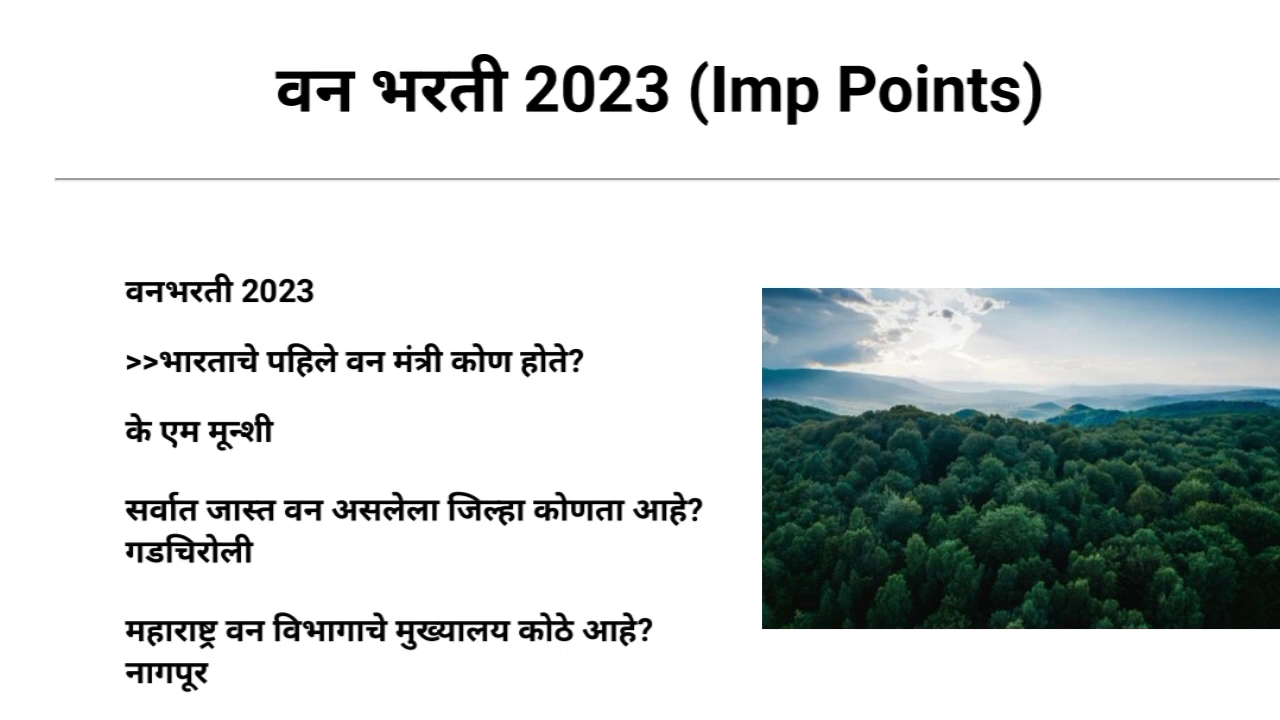 वन भरती 2023 (Imp Points)
वनभरती 2023
>>भारताचे पहिले वन मंत्री कोण होते?
के एम मून्शी
सर्वात जास्त वन असलेला जिल्हा कोणता आहे?
गडचिरोली
महाराष्ट्र वन विभागाचे मुख्यालय कोठे आहे?
नागपूर